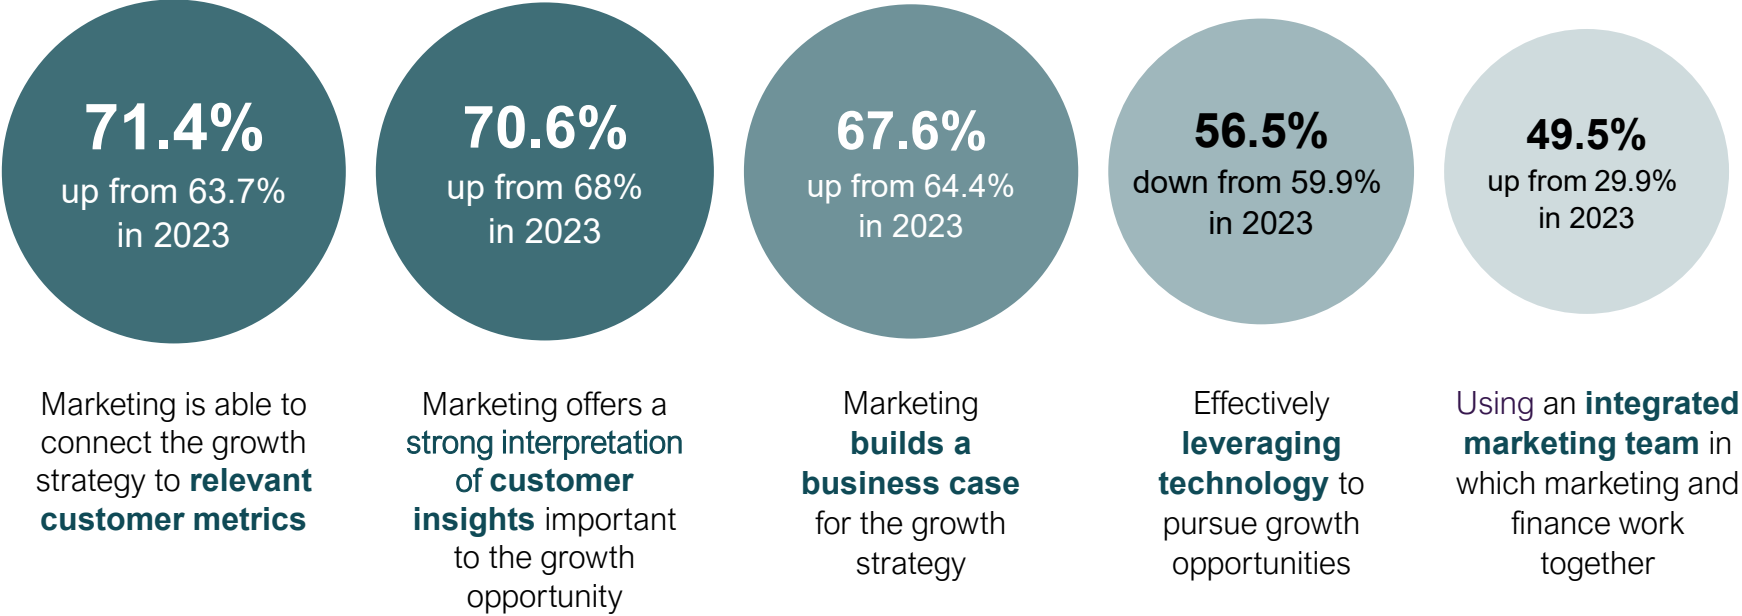 71.4%
up from 63.7%
in 2023
70.6%
up from 68%
in 2023
67.6%
up from 64.4%
in 2023
56.5%
down from 59.9%
in 2023
49.5%
up from 29.9%
in 2023
Marketing is able to
connect the growth
strategy to relevant
customer metrics
Marketing offers a
strong interpretation
of customer
insights important
to the growth
opportunity
Marketing
builds a
business case
for the growth
strategy
Effectively
leveraging
technology to
pursue growth
opportunities
Using an integrated
marketing team in
which marketing and
finance work
together